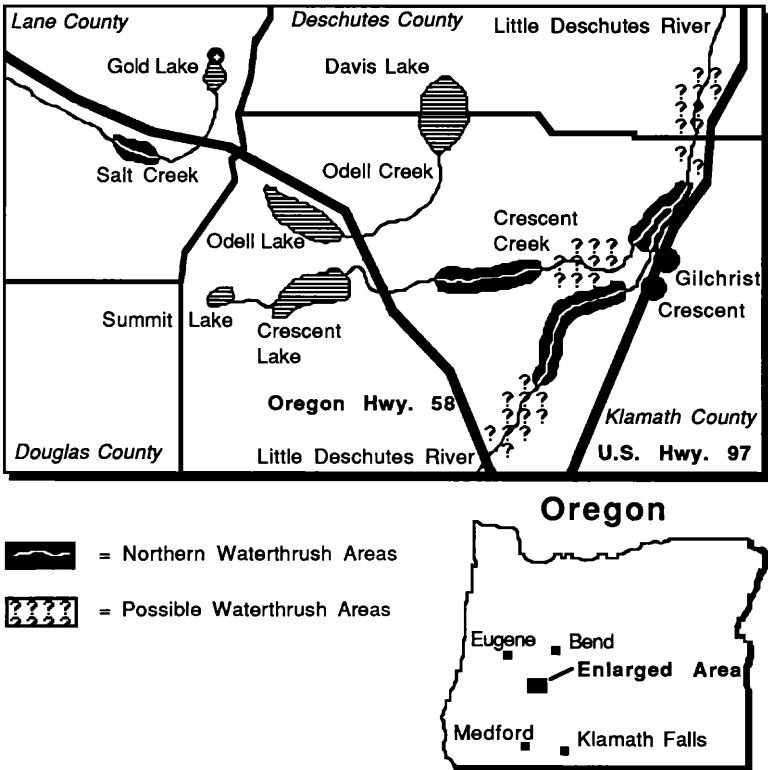 Lane County
Deschutes County
Little Deschutes River
Gold Lake
Davis Lake
? ?
? ? ?
? ?
? ?
? ?
Salt Creek
Odell Creek
Crescent
Creek
? ? ?
? ? ? ?
? ? ?
Odell Lake
Gilchrist
Summit Lake
Crescent
Crescent
Lake
?
? ? ?
? ? ?
? ? ?
?
Oregon Hwy. 58
Klamath County
Douglas County
Little Deschutes River
U.S. Hwy. 97
Oregon
= Northern Waterthrush Areas
? ? ? ?
? ? ? ?
= Possible Waterthrush Areas
Eugene
Bend
Enlarged Area
Medford
Klamath Falls